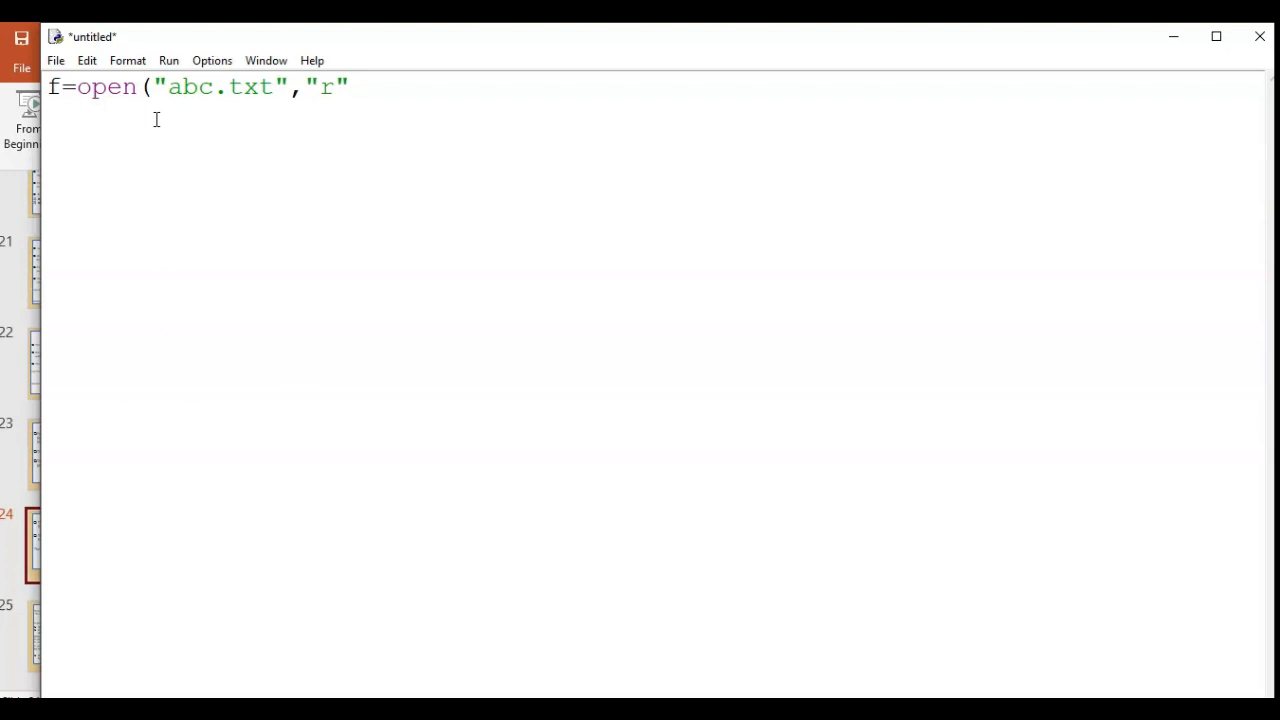 *untitled*
File
File Edit Format Run Options Window Help
f=open("abc.txt","r"
From
Beginn
21
22
23
24
25